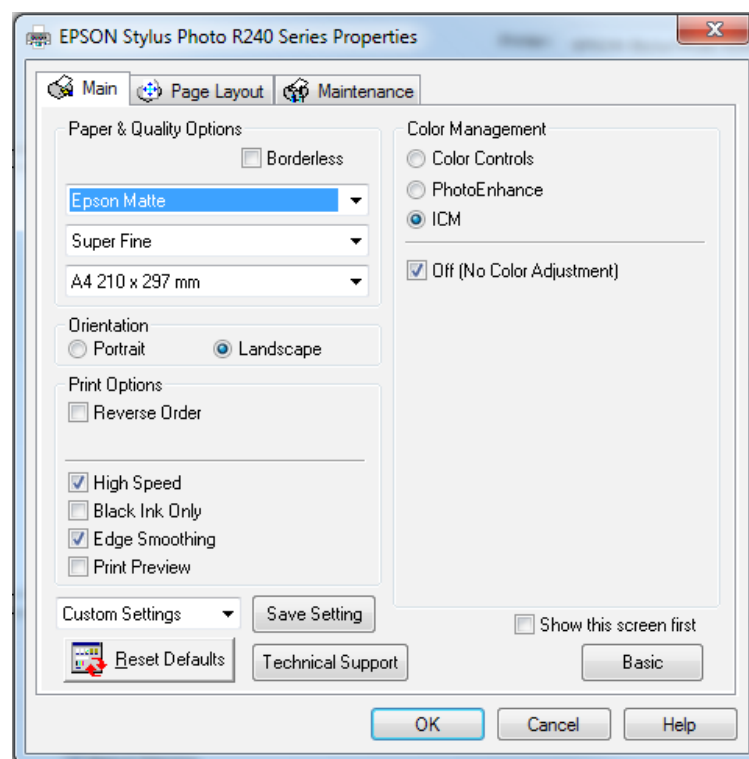 EPSON Stylus Photo R240 Series Properties
Main
Page Layout
Maintenance
Paper & Quality Options
Borderless
Epson Matte
Super Fine
A4 210 x 297 mm
Orientation
Portrait
Landscape
Print Options
Reverse Order
High Speed
Black Ink Only
Edge Smoothing
Print Preview
Color Management
Color Controls
PhotoEnhance
ICM
Off (No Color Adjustment)
Custom Settings
Save Setting
Show this screen first
Reset Defaults
Technical Support
Basic
OK
Cancel
Help